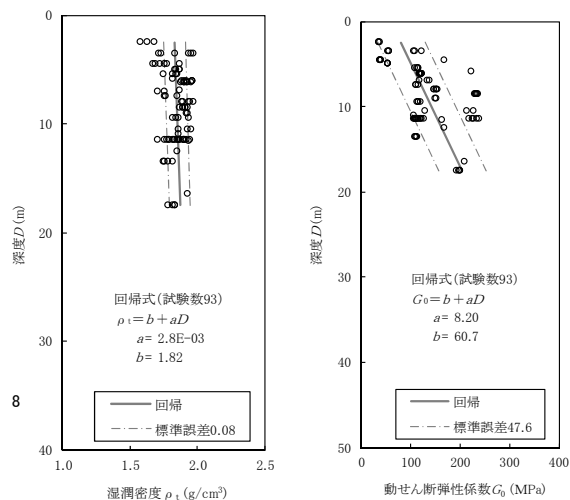 0
10
20
30
40
深度D(m)
1.0
1.5
2.0
2.5
湿潤密度 ρt (g/cm³)
回帰式(試験数93)
ρt=b+aD
a= 2.8E-03
b= 1.82
回帰
標準誤差0.08
8
0
10
20
30
40
50
深度D(m)
0
100
200
300
400
動せん断弾性係数G0 (MPa)
回帰式(試験数93)
G0=b+aD
a= 8.20
b= 60.7
回帰
標準誤差47.6